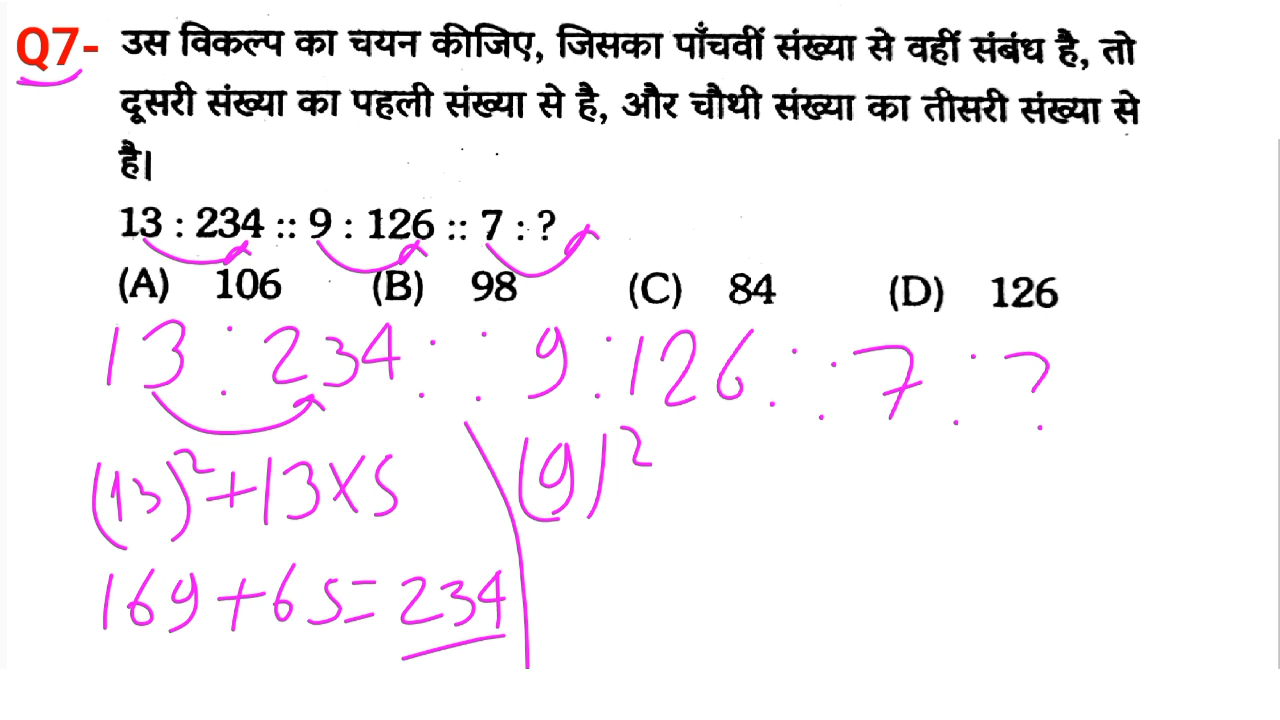 Q7- उस विकल्प का चयन कीजिए, जिसका पाँचवीं संख्या से वहीं संबंध है, तो
दूसरी संख्या का पहली संख्या से है, और चौथी संख्या का तीसरी संख्या से
है।
13 : 234 :: 9 : 126 :: 7 : ?
(A) 106 (B) 98 (C) 84 (D) 126
13 : 234 :: 9 : 126 :: 7 : ?
(13)²+13×5 (9)²
169+65=234